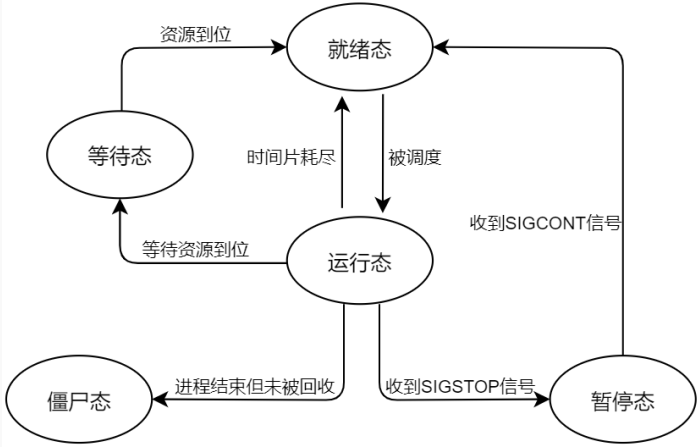 资源到位
就绪态
等待态
时间片耗尽
被调度
收到SIGCONT信号
等待资源到位
运行态
进程结束但未被回收
收到SIGSTOP信号
僵尸态
暂停态